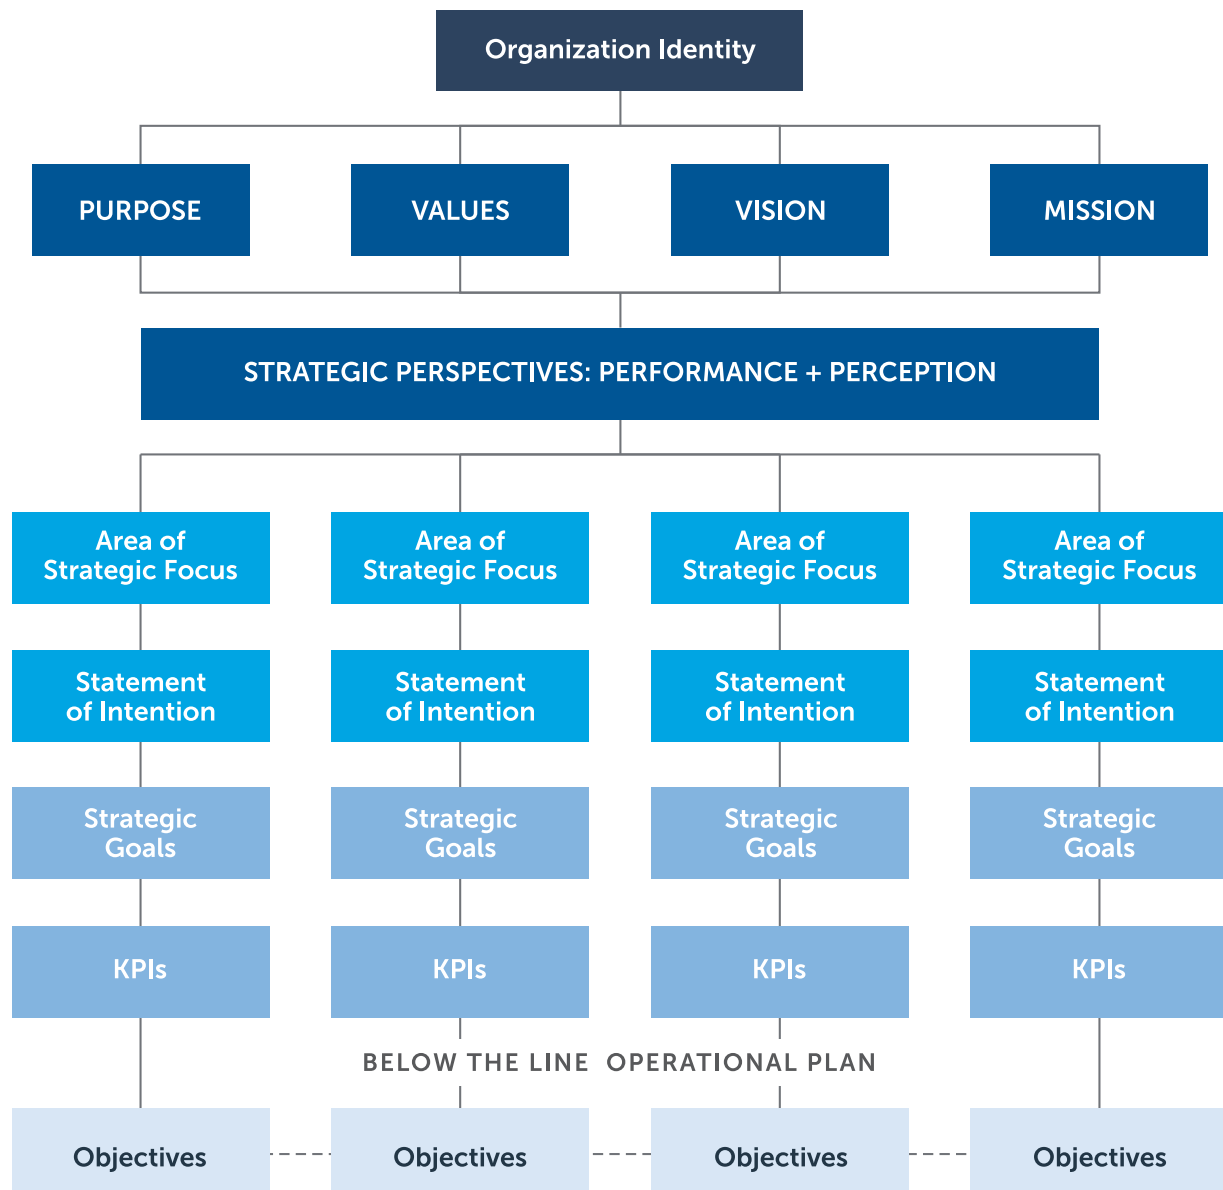 Organization Identity
PURPOSE
VALUES
VISION
MISSION
STRATEGIC PERSPECTIVES: PERFORMANCE + PERCEPTION
Area of
Strategic Focus
Area of
Strategic Focus
Area of
Strategic Focus
Area of
Strategic Focus
Statement
of Intention
Statement
of Intention
Statement
of Intention
Statement
of Intention
Strategic
Goals
Strategic
Goals
Strategic
Goals
Strategic
Goals
KPIs
KPIs
KPIs
KPIs
BELOW THE LINE OPERATIONAL PLAN
Objectives
Objectives
Objectives
Objectives